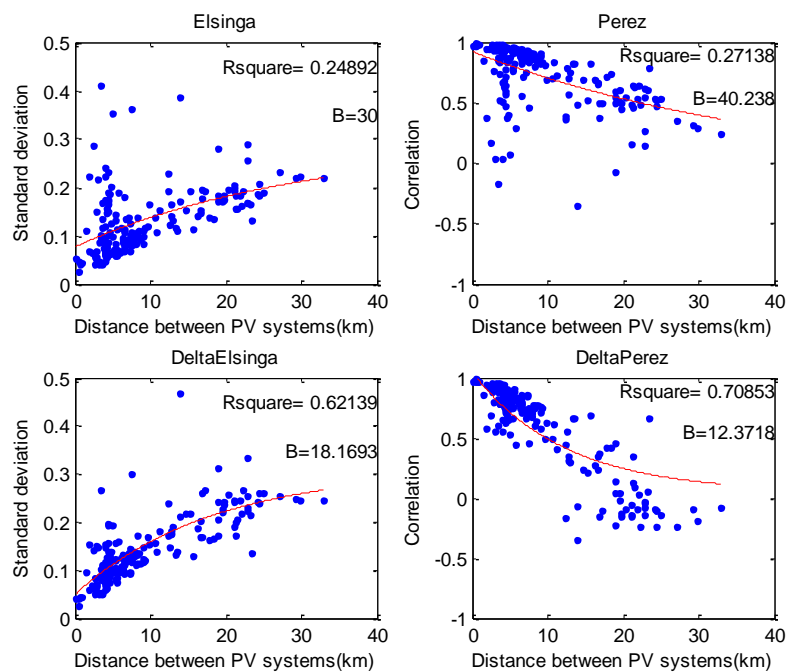 Elsinga
Rsquare= 0.24892
B=30
Standard deviation
0.5
0.4
0.3
0.2
0.1
0
0
10
20
30
40
Distance between PV systems(km)
Perez
Rsquare= 0.27138
B=40.238
Correlation
1
0.5
0
-0.5
-1
0
10
20
30
40
Distance between PV systems(km)
DeltaElsinga
Rsquare= 0.62139
B=18.1693
Standard deviation
0.5
0.4
0.3
0.2
0.1
0
0
10
20
30
40
Distance between PV systems(km)
DeltaPerez
Rsquare= 0.70853
B=12.3718
Correlation
1
0.5
0
-0.5
-1
0
10
20
30
40
Distance between PV systems(km)